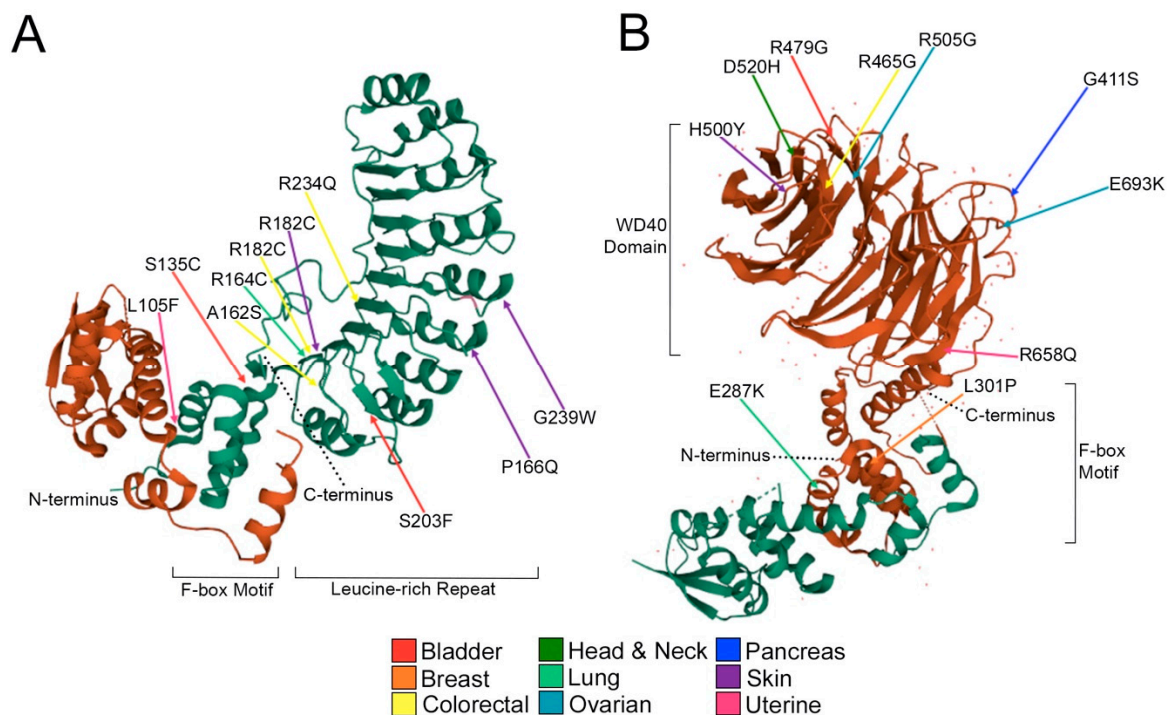 A
B
R234Q
R182C
R182C
S135C
R164C
L105F
A162S
N-terminus
C-terminus
G239W
P166Q
S203F
F-box Motif
Leucine-rich Repeat
R479G
R505G
D520H
R465G
G411S
H500Y
E693K
WD40
Domain
R658Q
E287K
L301P
C-terminus
N-terminus
F-box
Motif
Bladder
Head & Neck
Pancreas
Breast
Lung
Skin
Colorectal
Ovarian
Uterine